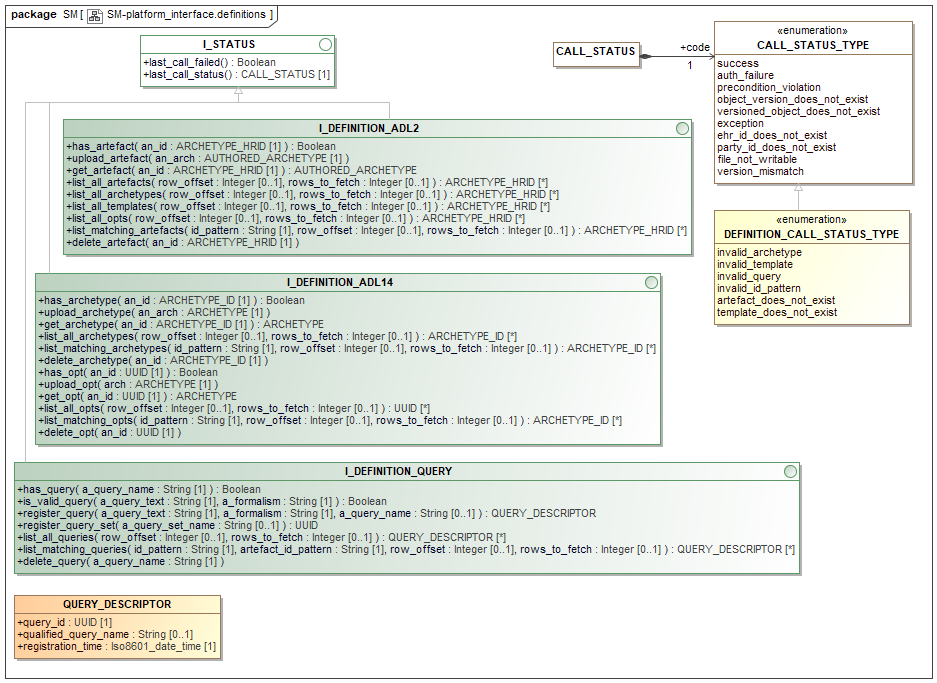 package SM [ SM-platform_interface.definitions ]
I_STATUS
+last_call_failed() : Boolean
+last_call_status() : CALL_STATUS [1]
CALL_STATUS
+code
1
«enumeration»
CALL_STATUS_TYPE
success
auth_failure
precondition_violation
object_version_does_not_exist
versioned_object_does_not_exist
exception
ehr_id_does_not_exist
party_id_does_not_exist
file_not_writable
version_mismatch
«enumeration»
DEFINITION_CALL_STATUS_TYPE
invalid_archetype
invalid_template
invalid_query
invalid_id_pattern
artefact_does_not_exist
template_does_not_exist
I_DEFINITION_ADL2
+has_artefact( an_id : ARCHETYPE_HRID [1] ) : Boolean
+upload_artefact( an_arch : AUTHORED_ARCHETYPE [1] )
+get_artefact( an_id : ARCHETYPE_HRID [1] ) : AUTHORED_ARCHETYPE
+list_all_artefacts( row_offset : Integer [0..1], rows_to_fetch : Integer [0..1] ) : ARCHETYPE_HRID [*]
+list_all_archetypes( row_offset : Integer [0..1], rows_to_fetch : Integer [0..1] ) : ARCHETYPE_HRID [*]
+list_all_templates( row_offset : Integer [0..1], rows_to_fetch : Integer [0..1] ) : ARCHETYPE_HRID [*]
+list_all_opts( row_offset : Integer [0..1], rows_to_fetch : Integer [0..1] ) : ARCHETYPE_HRID [*]
+list_matching_artefacts( id_pattern : String [1], row_offset : Integer [0..1], rows_to_fetch : Integer [0..1] ) : ARCHETYPE_HRID [*]
+delete_artefact( an_id : ARCHETYPE_HRID [1] )
I_DEFINITION_ADL14
+has_archetype( an_id : ARCHETYPE_ID [1] ) : Boolean
+upload_archetype( an_arch : ARCHETYPE [1] )
+get_archetype( an_id : ARCHETYPE_ID [1] ) : ARCHETYPE
+list_all_archetypes( row_offset : Integer [0..1], rows_to_fetch : Integer [0..1] ) : ARCHETYPE_ID [*]
+list_matching_archetypes( id_pattern : String [1], row_offset : Integer [0..1], rows_to_fetch : Integer [0..1] ) : ARCHETYPE_ID [*]
+delete_archetype( an_id : ARCHETYPE_ID [1] )
+has_opt( an_id : UUID [1] ) : Boolean
+upload_opt( arch : ARCHETYPE [1] )
+get_opt( an_id : UUID [1] ) : ARCHETYPE
+list_all_opts( row_offset : Integer [0..1], rows_to_fetch : Integer [0..1] ) : UUID [*]
+list_matching_opts( id_pattern : String [1], row_offset : Integer [0..1], rows_to_fetch : Integer [0..1] ) : ARCHETYPE_ID [*]
+delete_opt( an_id : UUID [1] )
I_DEFINITION_QUERY
+has_query( a_query_name : String [1] ) : Boolean
+is_valid_query( a_query_text : String [1], a_formalism : String [1] ) : Boolean
+register_query( a_query_text : String [1], a_formalism : String [1], a_query_name : String [0..1] ) : QUERY_DESCRIPTOR
+register_query_set( a_query_set_name : String [0..1] ) : UUID
+list_all_queries( row_offset : Integer [0..1], rows_to_fetch : Integer [0..1] ) : QUERY_DESCRIPTOR [*]
+list_matching_queries( id_pattern : String [1], artefact_id_pattern : String [1], row_offset : Integer [0..1], rows_to_fetch : Integer [0..1] ) : QUERY_DESCRIPTOR [*]
+delete_query( a_query_name : String [1] )
QUERY_DESCRIPTOR
+query_id : UUID [1]
+qualified_query_name : String [0..1]
+registration_time : Iso8601_date_time [1]